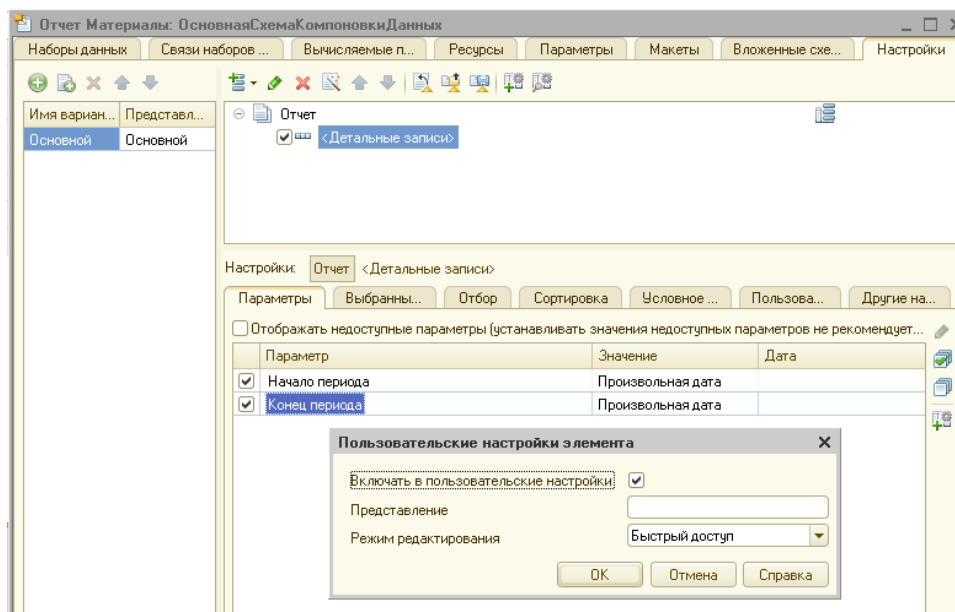 Отчет Материалы: ОсновнаяСхемаКомпоновкиДанных
Наборы данных Связи наборов ... Вычисляемые п... Ресурсы Параметры Макеты Вложенные схе... Настройки
Имя вариан... Представл...
Основной Основной
Отчет
<Детальные записи>
Настройки: Отчет <Детальные записи>
Параметры Выбранны... Отбор Сортировка Условное ... Пользова... Другие на...
Отображать недоступные параметры (устанавливать значения недоступных параметров не рекомендует...
Параметр Значение Дата
Начало периода Произвольная дата
Конец периода Произвольная дата
Пользовательские настройки элемента
Включать в пользовательские настройки
Представление
Режим редактирования Быстрый доступ
ОК Отмена Справка